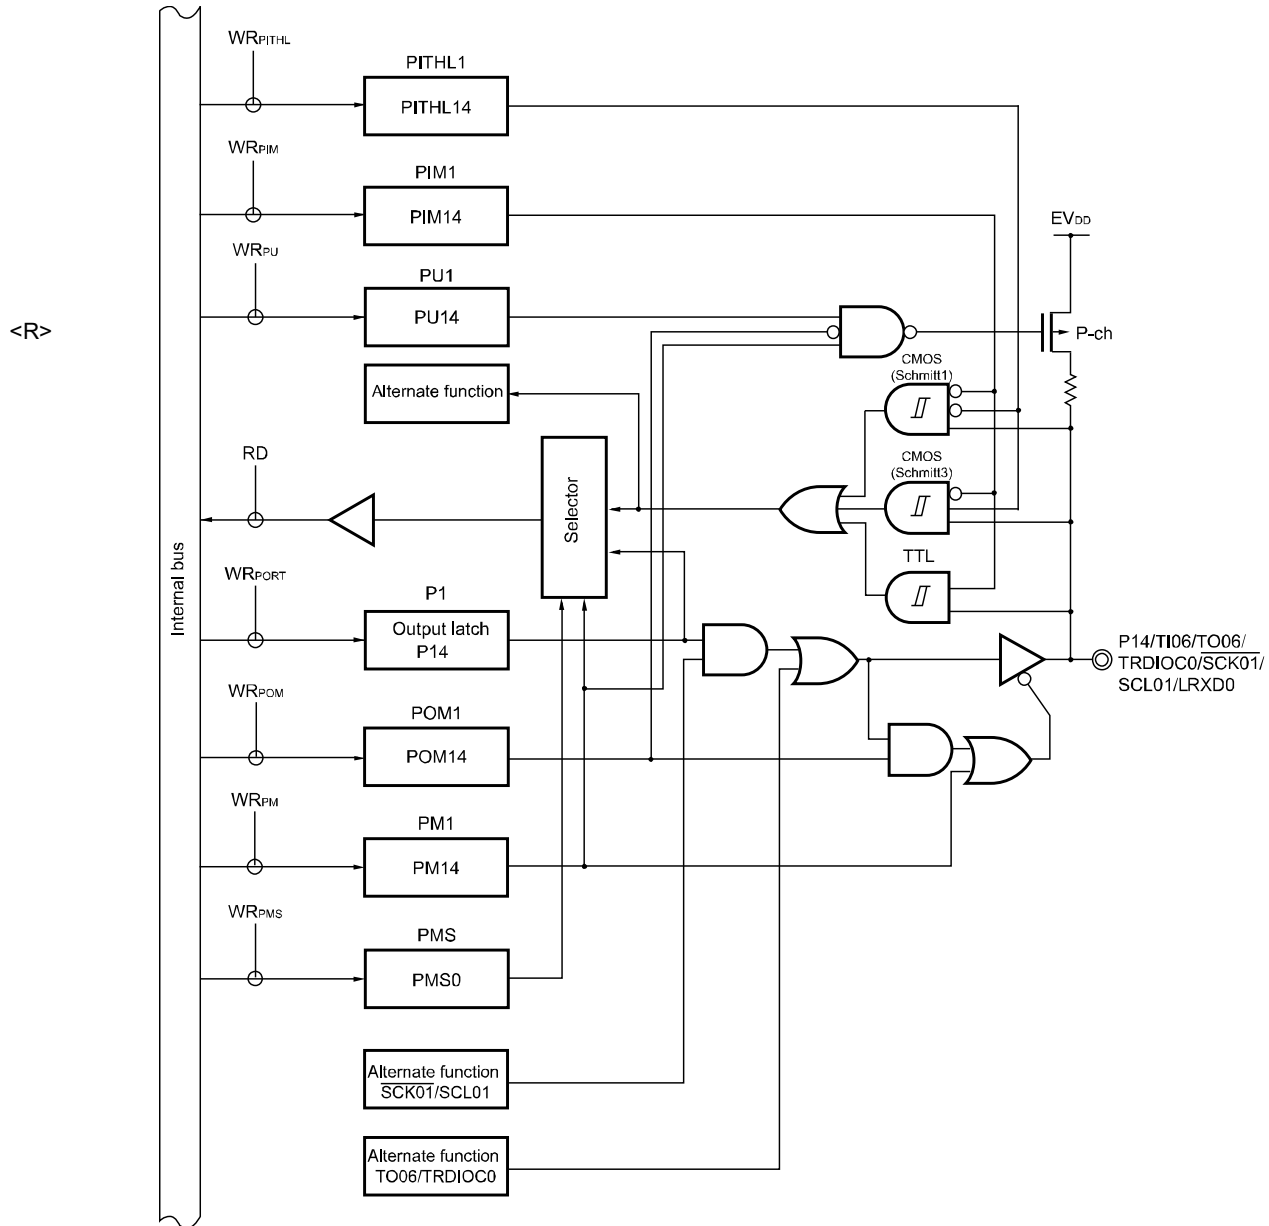 WRPITHL
PITHL1
PITHL14
WRPIM
PIM1
PIM14
EVDD
WRPU
PU1
PU14
<R>
P-ch
CMOS
(Schmitt1)
Alternate function
RD
CMOS
(Schmitt3)
Selector
Internal bus
TTL
WRPORT
P1
Output latch
P14
P14/TI06/TO06/
TRDIOC0/SCK01/
SCL01/LRXD0
WRPOM
POM1
POM14
WRPM
PM1
PM14
WRPMS
PMS
PMS0
Alternate function
SCK01/SCL01
Alternate function
TO06/TRDIOC0